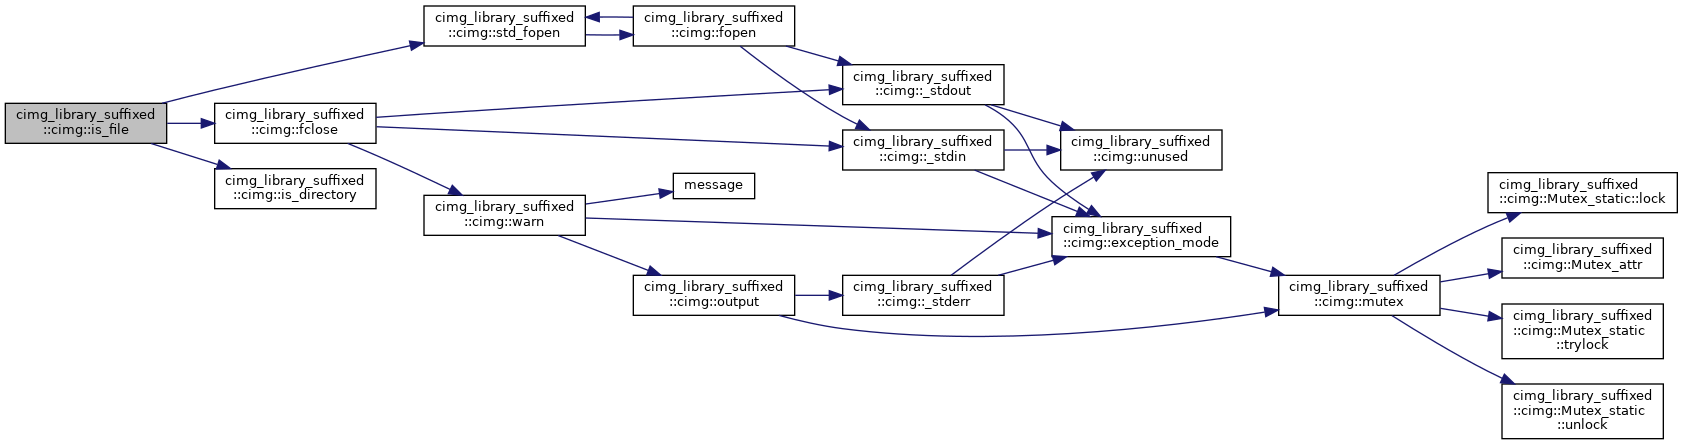 cimg_library_suffixed
::cimg::is_file
cimg_library_suffixed
::cimg::fclose
cimg_library_suffixed
::cimg::is_directory
cimg_library_suffixed
::cimg::std_fopen
cimg_library_suffixed
::cimg::warn
cimg_library_suffixed
::cimg::fopen
message
cimg_library_suffixed
::cimg::output
cimg_library_suffixed
::cimg::_stdout
cimg_library_suffixed
::cimg::_stdin
cimg_library_suffixed
::cimg::_stderr
cimg_library_suffixed
::cimg::unused
cimg_library_suffixed
::cimg::exception_mode
cimg_library_suffixed
::cimg::mutex
cimg_library_suffixed
::cimg::Mutex_static::lock
cimg_library_suffixed
::cimg::Mutex_attr
cimg_library_suffixed
::cimg::Mutex_static
::trylock
cimg_library_suffixed
::cimg::Mutex_static
::unlock